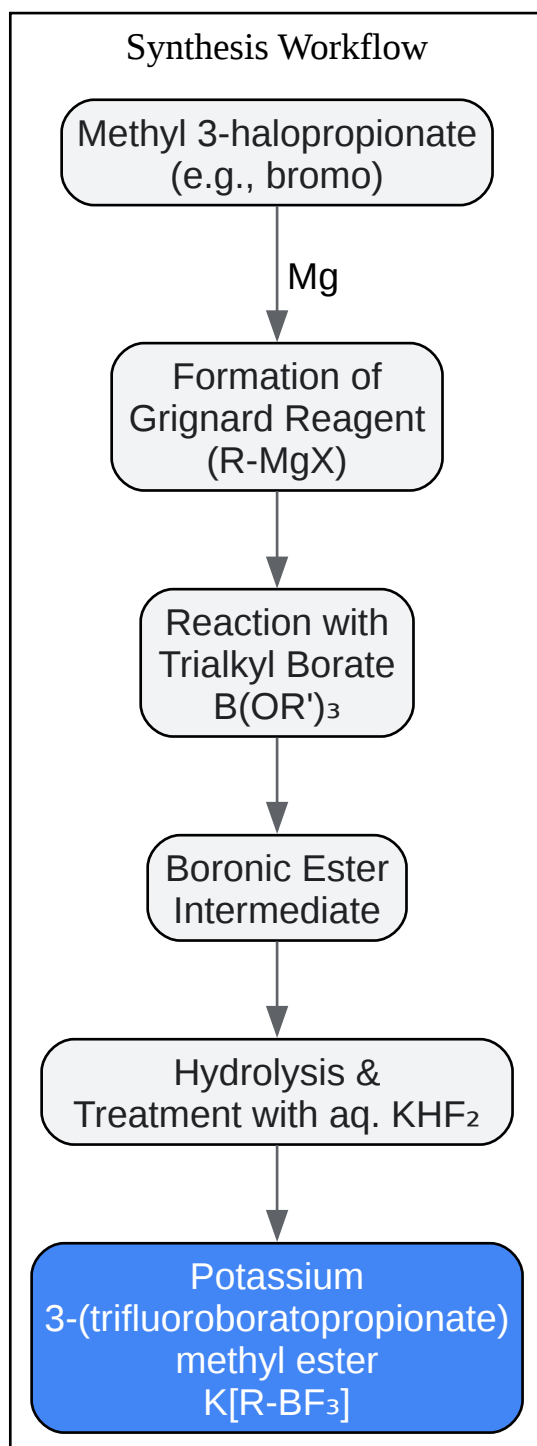 Synthesis Workflow
Methyl 3-halopropionate
(e.g., bromo)
Mg
Formation of
Grignard Reagent
(R-MgX)
Reaction with
Trialkyl Borate
B(OR')₃
Boronic Ester
Intermediate
Hydrolysis &
Treatment with aq. KHF₂
Potassium
3-(trifluoroboratopropionate)
methyl ester
K[R-BF₃]